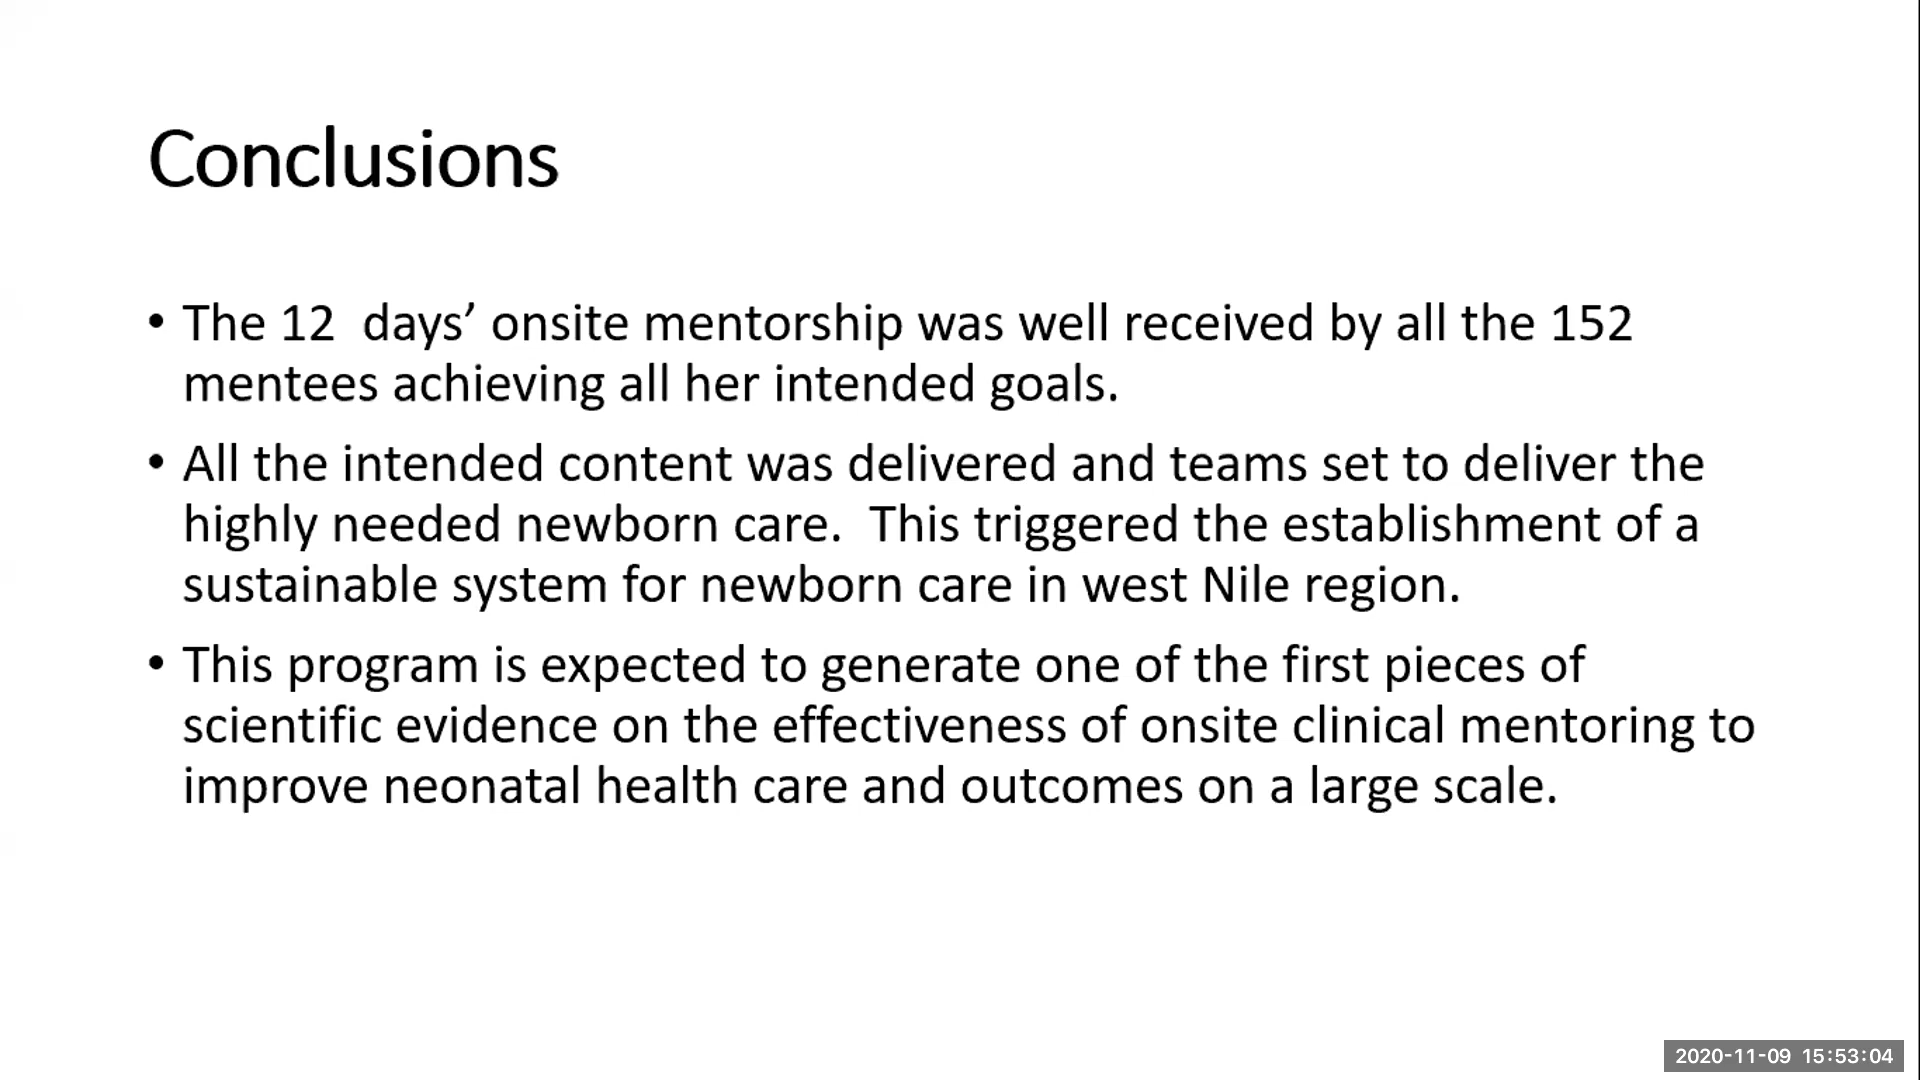 Conclusions
• The 12  days’ onsite mentorship was well received by all the 152
mentees achieving all her intended goals.
• All the intended content was delivered and teams set to deliver the
highly needed newborn care.  This triggered the establishment of a
sustainable system for newborn care in west Nile region.
• This program is expected to generate one of the first pieces of
scientific evidence on the effectiveness of onsite clinical mentoring to
improve neonatal health care and outcomes on a large scale.
2020-11-09 15:53:04